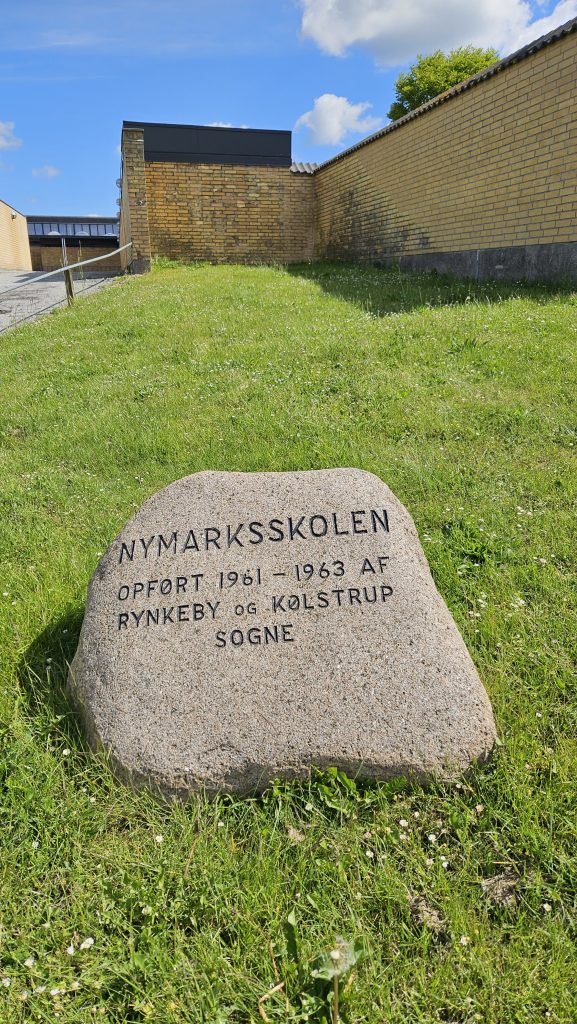 NYMARKSSKOLEN
OPFØRT 1961 - 1963 AF
RYNKEBY OG KØLSTRUP
SOGNE